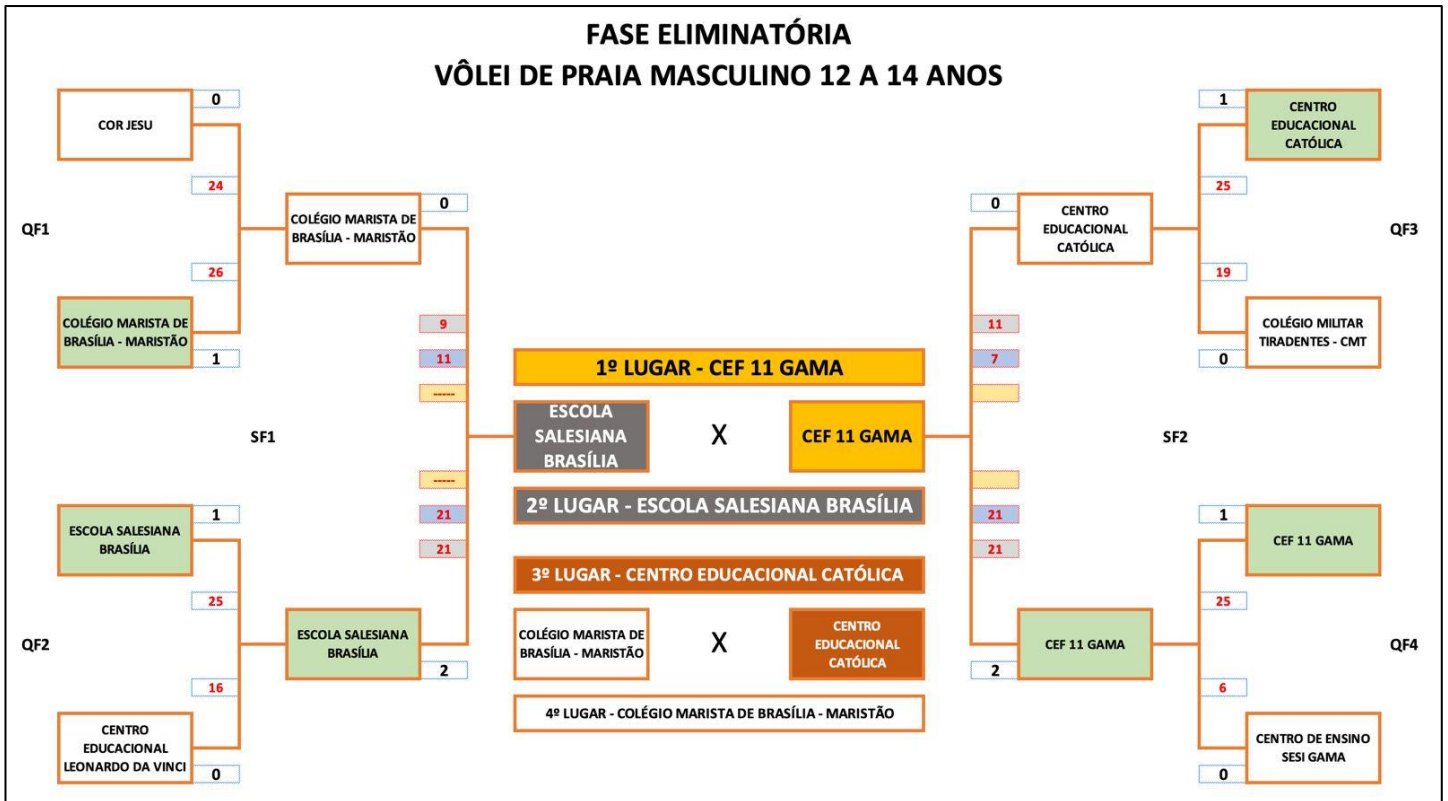 FASE ELIMINATÓRIA
VÔLEI DE PRAIA MASCULINO 12 A 14 ANOS
0
COR JESU
24
QF1
26
COLÉGIO MARISTA DE
BRASÍLIA - MARISTÃO
1
COLÉGIO MARISTA DE
BRASÍLIA - MARISTÃO
0
9
11
-----
SF1
-----
21
21
ESCOLA SALESIANA
BRASÍLIA
2
1
ESCOLA SALESIANA
BRASÍLIA
25
QF2
16
CENTRO
EDUCACIONAL
LEONARDO DA VINCI
0
1º LUGAR - CEF 11 GAMA
ESCOLA
SALESIANA
BRASÍLIA
X
CEF 11 GAMA
2º LUGAR - ESCOLA SALESIANA BRASÍLIA
3º LUGAR - CENTRO EDUCACIONAL CATÓLICA
COLÉGIO MARISTA DE
BRASÍLIA - MARISTÃO
X
CENTRO
EDUCACIONAL
CATÓLICA
4º LUGAR - COLÉGIO MARISTA DE BRASÍLIA - MARISTÃO
0
CENTRO
EDUCACIONAL
CATÓLICA
11
7
SF2
21
21
CEF 11 GAMA
2
1
CENTRO
EDUCACIONAL
CATÓLICA
25
QF3
19
COLÉGIO MILITAR
TIRADENTES - CMT
0
1
CEF 11 GAMA
25
QF4
6
CENTRO DE ENSINO
SESI GAMA
0